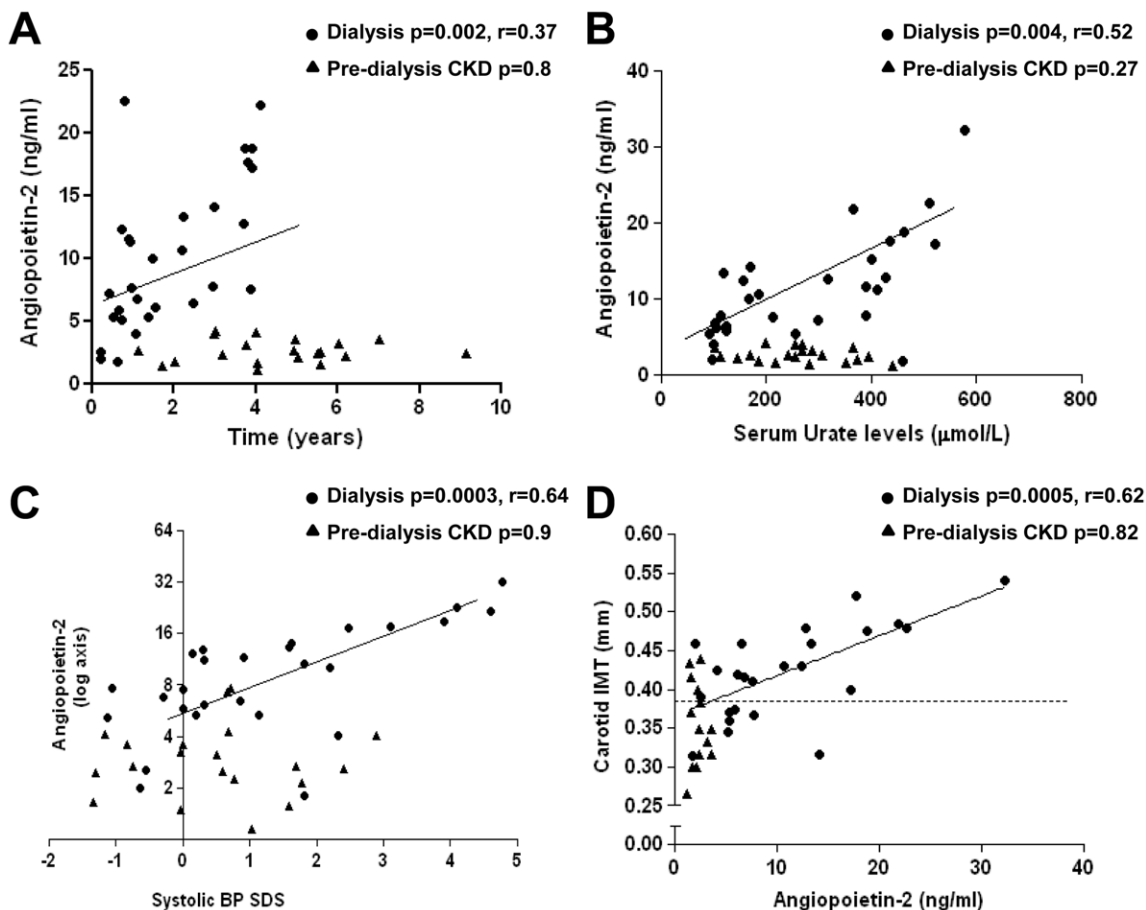 A
● Dialysis p=0.002, r=0.37
▲ Pre-dialysis CKD p=0.8
Angiopoietin-2 (ng/ml)
25
20
15
10
5
0
0 2 4 6 8 10
Time (years)
B
● Dialysis p=0.004, r=0.52
▲ Pre-dialysis CKD p=0.27
Angiopoietin-2 (ng/ml)
40
30
20
10
0
0 200 400 600 800
Serum Urate levels (μmol/L)
C
● Dialysis p=0.0003, r=0.64
▲ Pre-dialysis CKD p=0.9
Angiopoietin-2
(log axis)
64
32
16
8
4
2
-2 -1 0 1 2 3 4 5
Systolic BP SDS
D
● Dialysis p=0.0005, r=0.62
▲ Pre-dialysis CKD p=0.82
Carotid IMT (mm)
0.60
0.55
0.50
0.45
0.40
0.35
0.30
0.25
0.00
0 10 20 30 40
Angiopoietin-2 (ng/ml)